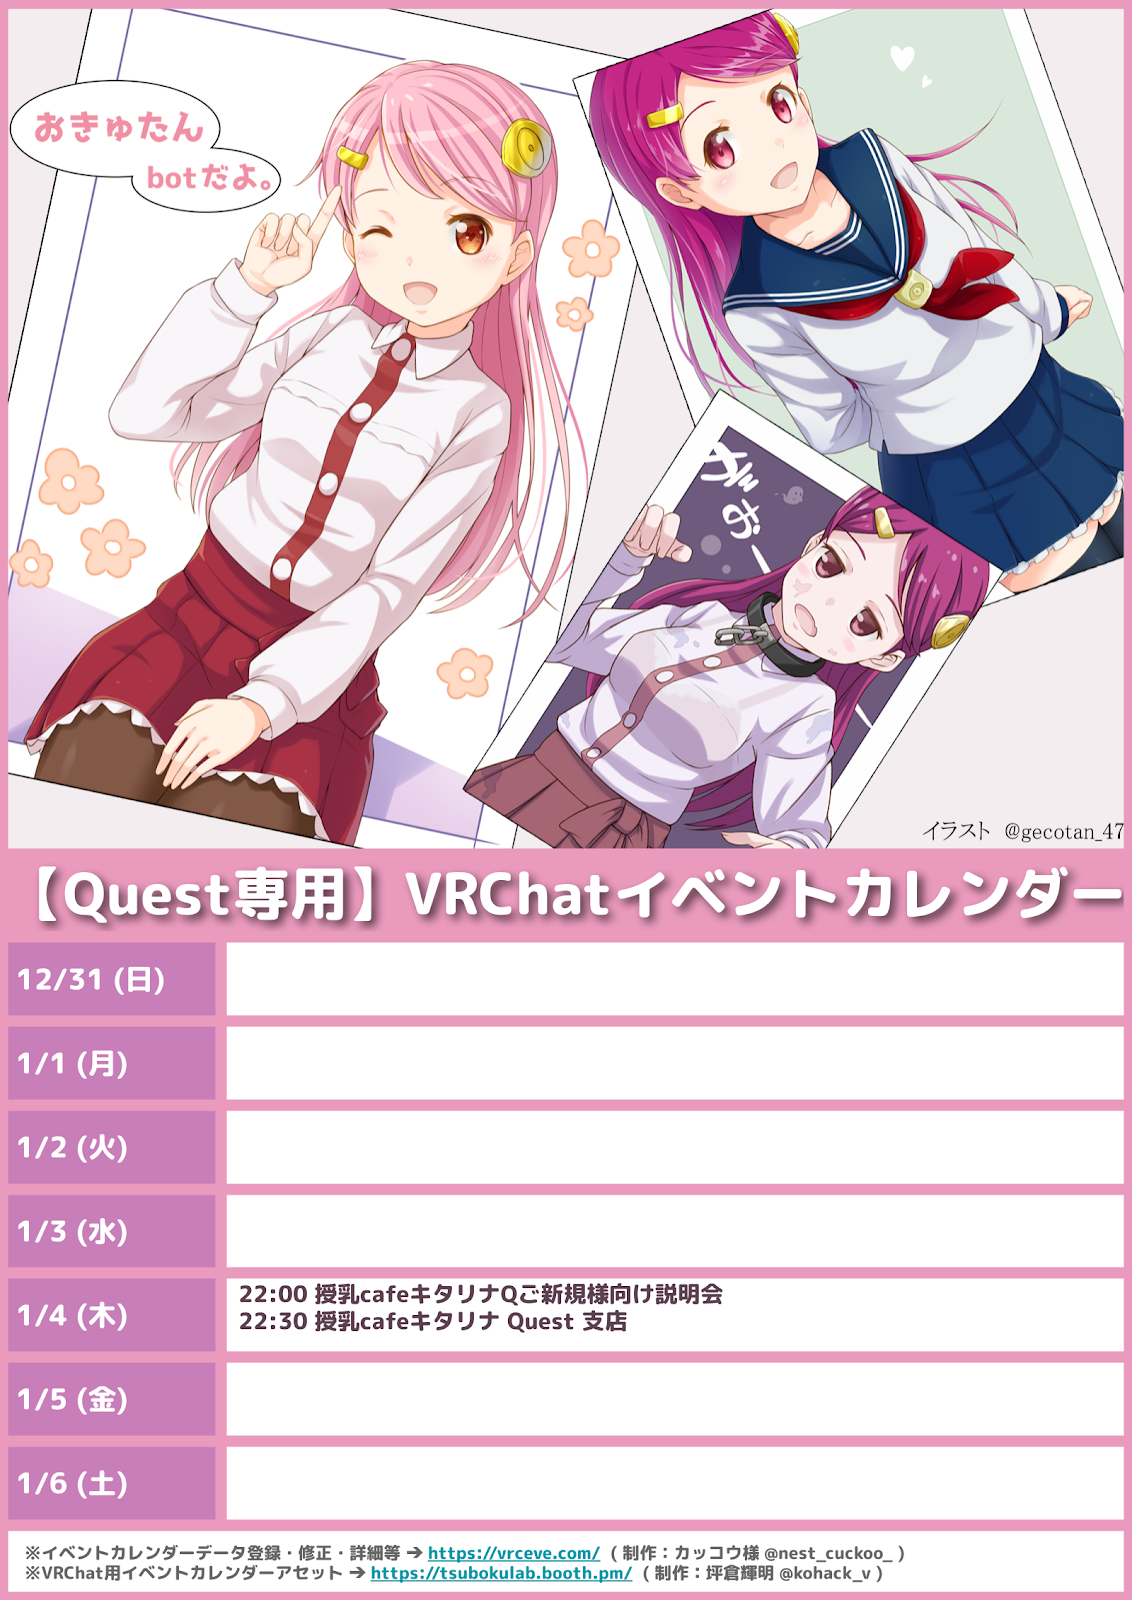 おきゅたん
botだよ。
がおー
イラスト @gecotan_47
【Quest専用】VRChatイベントカレンダー
12/31 (日)
1/1 (月)
1/2 (火)
1/3 (水)
1/4 (木)
22:00 授乳cafeキタリナQご新規様向け説明会
22:30 授乳cafeキタリナ Quest 支店
1/5 (金)
1/6 (土)
※イベントカレンダーデータ登録・修正・詳細等 ➔ https://vrceve.com/ ( 制作：カッコウ様 @nest_cuckoo_ )
※VRChat用イベントカレンダーアセット ➔ https://tsubokulab.booth.pm/ ( 制作：坪倉輝明 @kohack_v )